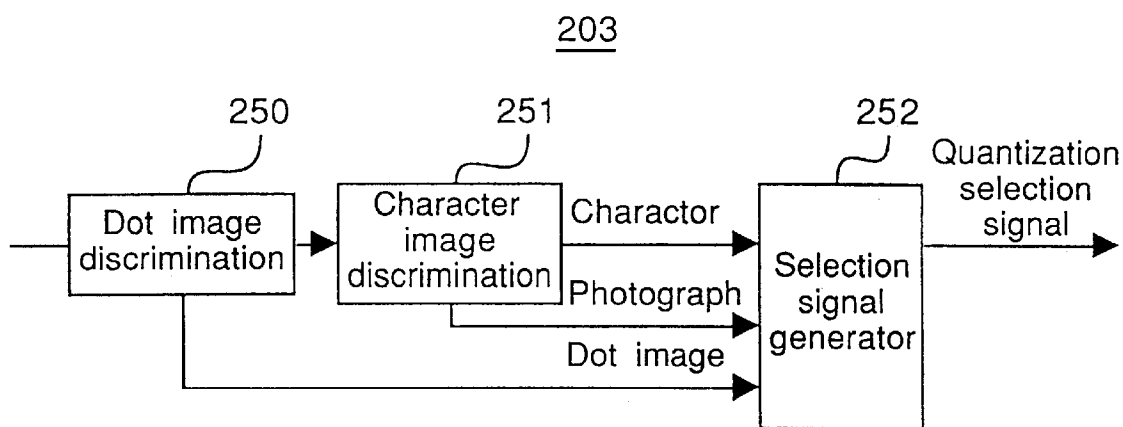 203
250
251
252
Dot image
discrimination
Character
image
discrimination
Charactor
Photograph
Dot image
Selection
signal
generator
Quantization
selection
signal